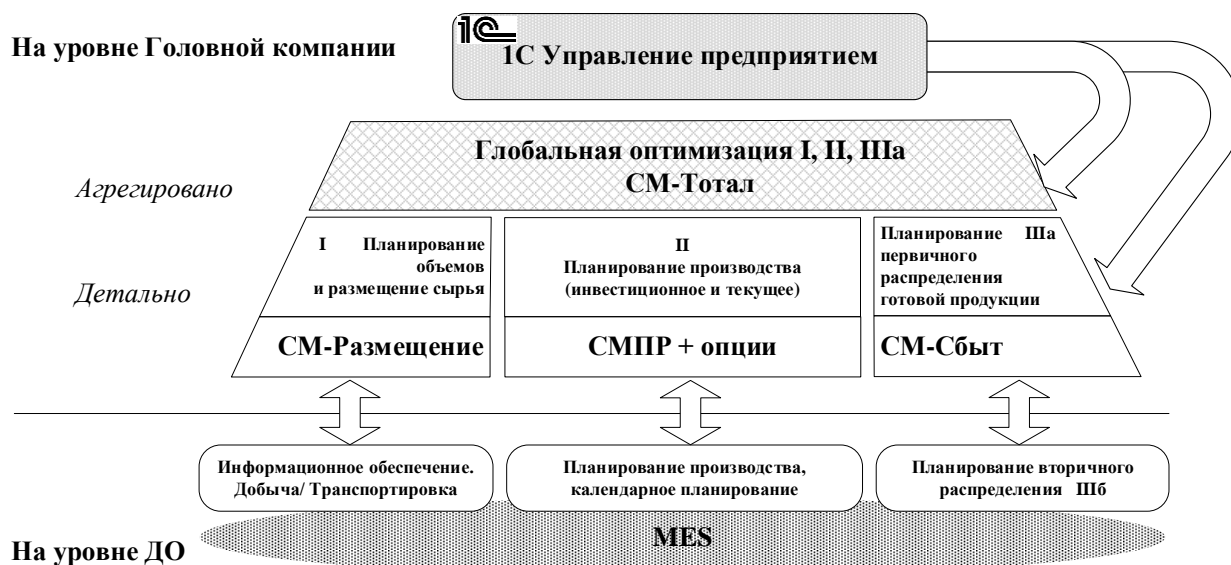 1С
На уровне Головной компании
1С Управление предприятием
Глобальная оптимизация I, II, IIIа
СМ-Тотал
Агрегировано
Детально
I Планирование
объемов
и размещение сырья
II
Планирование производства
(инвестиционное и текущее)
Планирование IIIа
первичного
распределения
готовой продукции
СМ-Размещение
СМПР + опции
СМ-Сбыт
Информационное обеспечение.
Добыча/ Транспортировка
Планирование производства,
календарное планирование
Планирование вторичного
распределения IIIб
MES
На уровне ДО